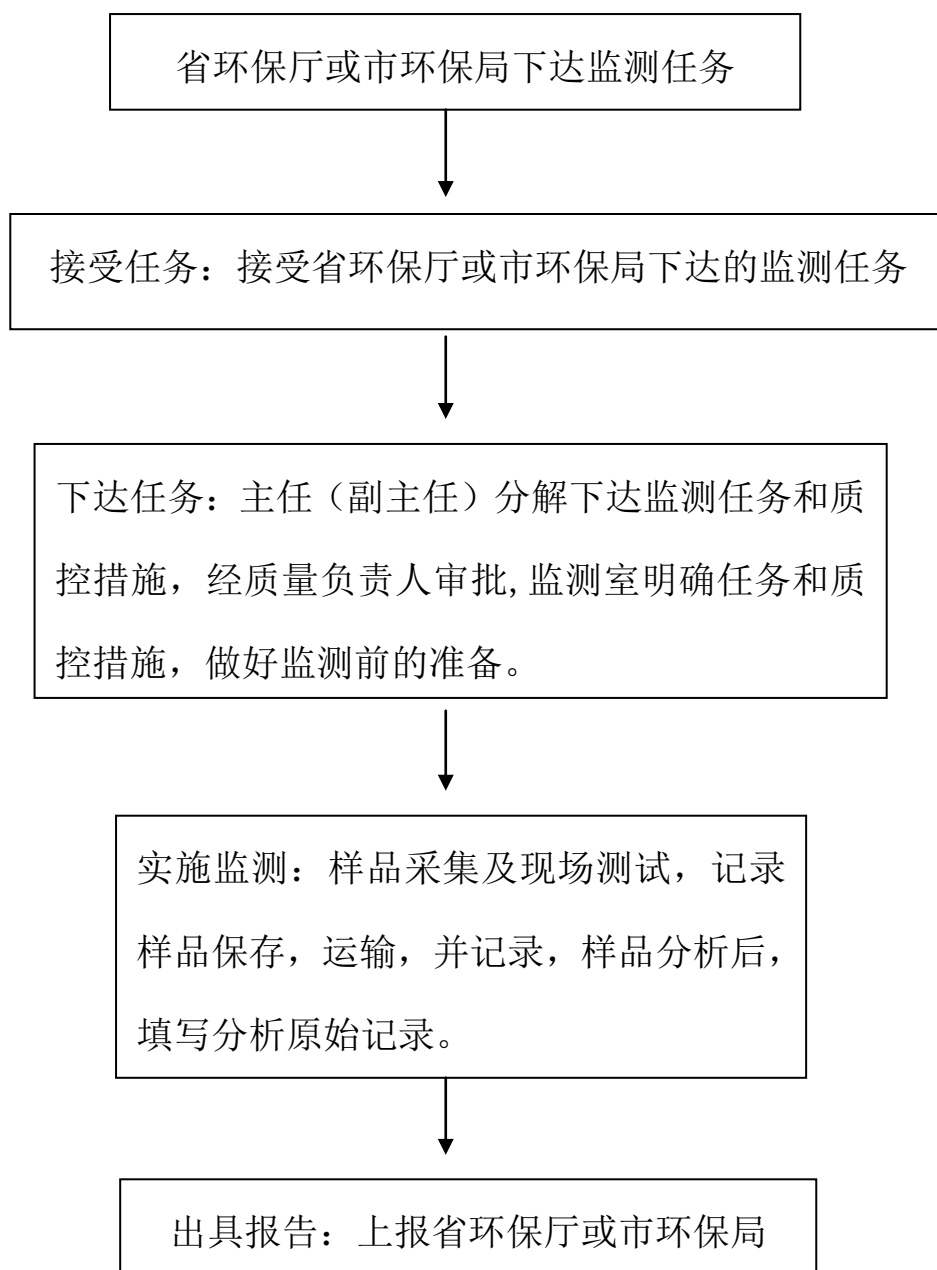 省环保厅或市环保局下达监测任务
接受任务：接受省环保厅或市环保局下达的监测任务
下达任务：主任（副主任）分解下达监测任务和质
控措施，经质量负责人审批,监测室明确任务和质
控措施，做好监测前的准备。
实施监测：样品采集及现场测试，记录
样品保存，运输，并记录，样品分析后，
填写分析原始记录。
出具报告：上报省环保厅或市环保局